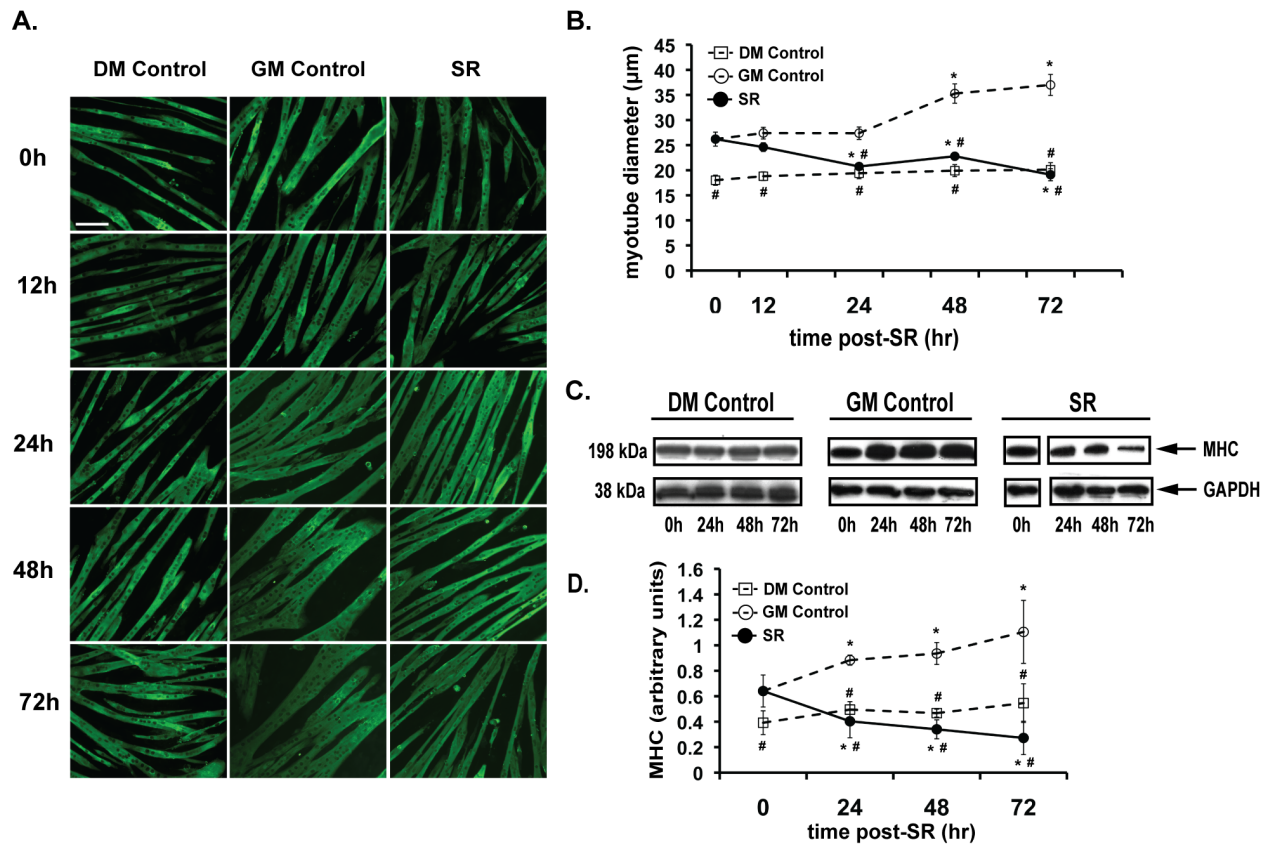 A.
DM Control GM Control SR
0h
12h
24h
48h
72h
B.
45
40
35
30
25
20
15
10
5
0
myotube diameter (µm)
DM Control
GM Control
SR
* *
* # * # #
# # # # * #
0 12 24 48 72
time post-SR (hr)
C.
DM Control GM Control SR
198 kDa MHC
38 kDa GAPDH
0h 24h 48h 72h 0h 24h 48h 72h 0h 24h 48h 72h
D.
1.6
1.4
1.2
1
0.8
0.6
0.4
0.2
0
MHC (arbitrary units)
DM Control
GM Control
SR
* * *
# # #
# * # * # * #
0 24 48 72
time post-SR (hr)